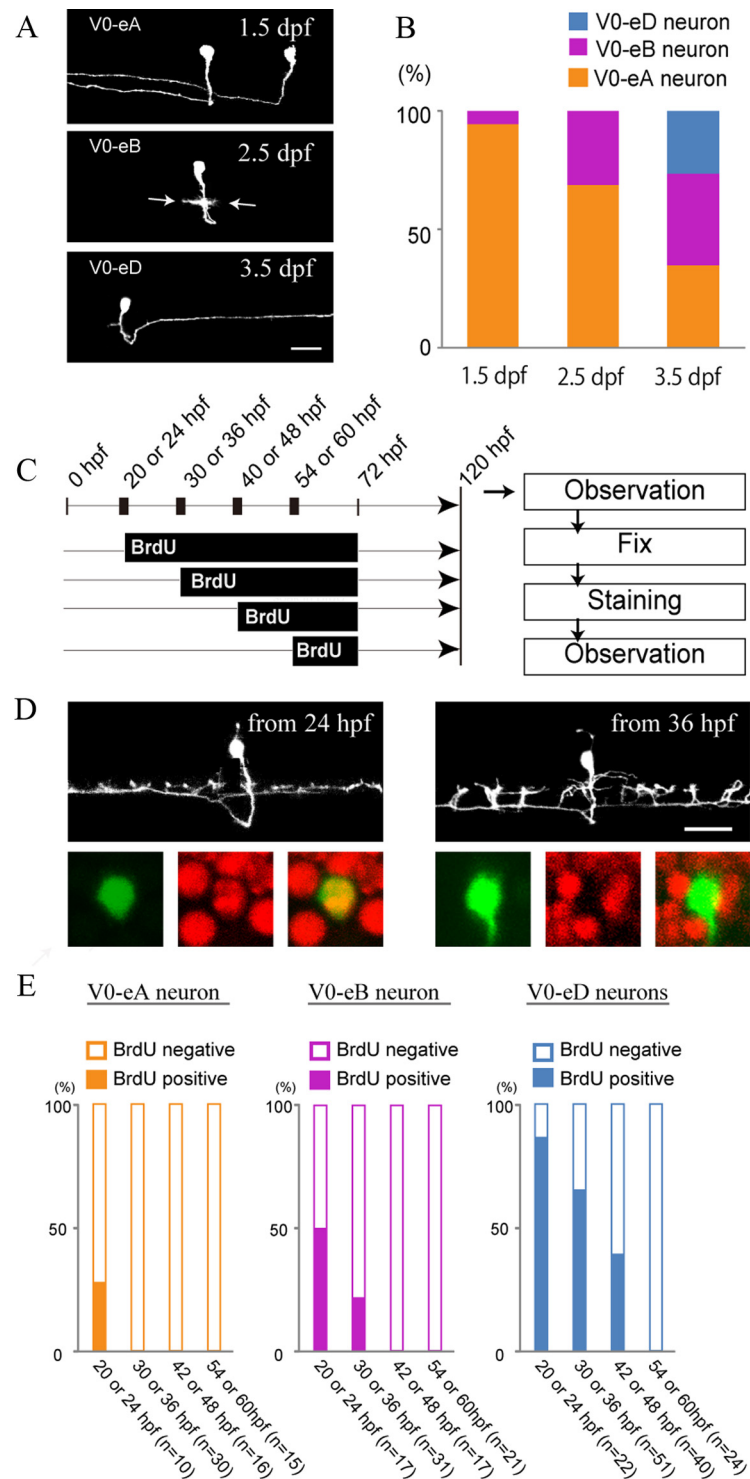 A
V0-eA
1.5 dpf
V0-eB
2.5 dpf
V0-eD
3.5 dpf
B
V0-eD neuron
V0-eB neuron
V0-eA neuron
(%)
100
50
0
1.5 dpf
2.5 dpf
3.5 dpf
C
0 hpf
20 or 24 hpf
30 or 36 hpf
40 or 48 hpf
54 or 60 hpf
72 hpf
120 hpf
BrdU
BrdU
BrdU
BrdU
Observation
Fix
Staining
Observation
D
from 24 hpf
from 36 hpf
E
V0-eA neuron
BrdU negative
BrdU positive
(%)
100
50
0
20 or 24 hpf (n=10)
30 or 36 hpf (n=30)
42 or 48 hpf (n=16)
54 or 60hpf (n=15)
V0-eB neuron
BrdU negative
BrdU positive
(%)
100
50
0
20 or 24 hpf (n=17)
30 or 36 hpf (n=31)
42 or 48 hpf (n=17)
54 or 60hpf (n=21)
V0-eD neurons
BrdU negative
BrdU positive
(%)
100
50
0
20 or 24 hpf (n=22)
30 or 36 hpf (n=51)
42 or 48 hpf (n=40)
54 or 60hpf (n=24)